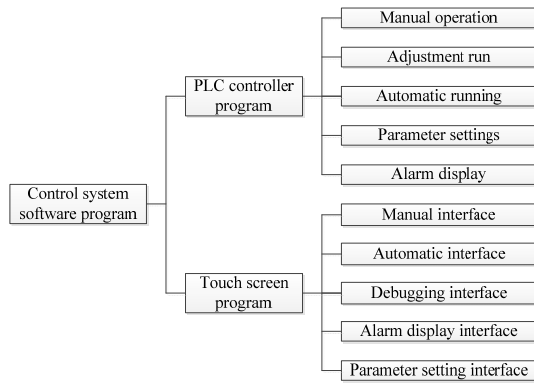 Control system
software program
PLC controller
program
Manual operation
Adjustment run
Automatic running
Parameter settings
Alarm display
Touch screen
program
Manual interface
Automatic interface
Debugging interface
Alarm display interface
Parameter setting interface